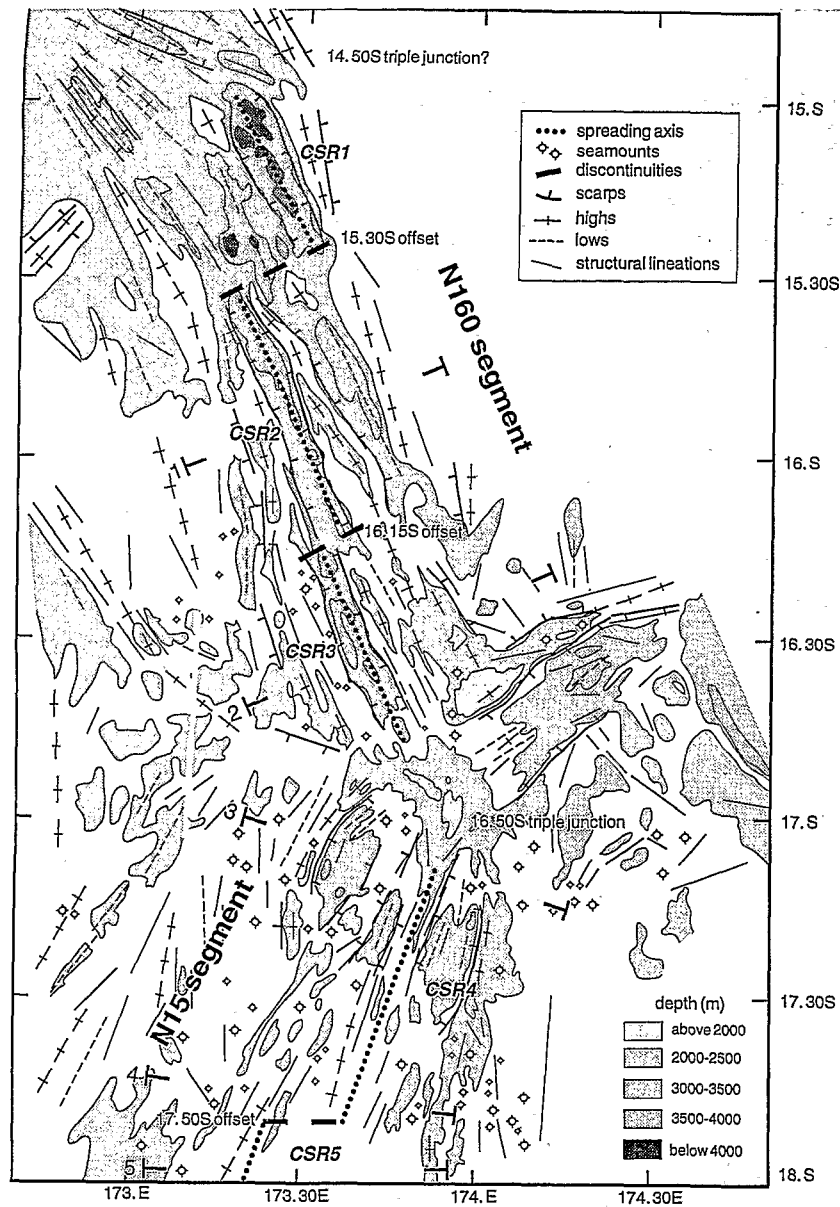 14.50S triple junction?
15.S
spreading axis
seamounts
discontinuities
scarps
highs
lows
structural lineations
CSR1
15.30S offset
15.30S
N160 segment
CSR2
1
16.S
16.15S offset
CSR3
16.30S
2
3
17.S
16.50S triple junction
N15 segment
CSR4
17.30S
depth (m)
above 2000
2000-2500
3000-3500
3500-4000
below 4000
4
17.50S offset
CSR5
5
18.S
173.E
173.30E
174.E
174.30E